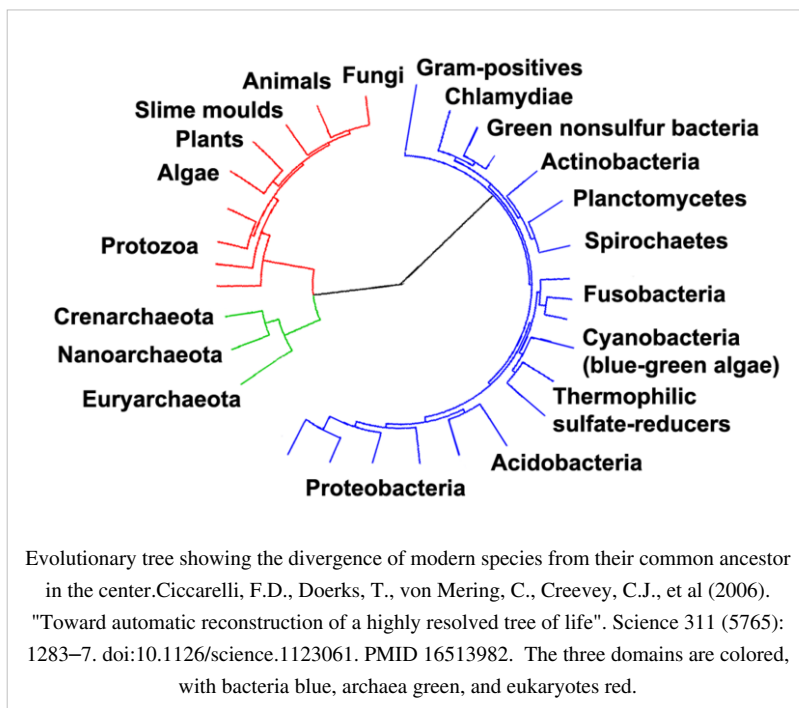 Animals
Fungi
Gram-positives
Slime moulds
Chlamydiae
Plants
Green nonsulfur bacteria
Algae
Actinobacteria
Planctomycetes
Protozoa
Spirochaetes
Fusobacteria
Crenarchaeota
Nanoarchaeota
Cyanobacteria
(blue-green algae)
Euryarchaeota
Thermophilic
sulfate-reducers
Acidobacteria
Proteobacteria
Evolutionary tree showing the divergence of modern species from their common ancestor
in the center.Ciccarelli, F.D., Doerks, T., von Mering, C., Creevey, C.J., et al (2006).
"Toward automatic reconstruction of a highly resolved tree of life". Science 311 (5765):
1283–7. doi:10.1126/science.1123061. PMID 16513982.  The three domains are colored,
with bacteria blue, archaea green, and eukaryotes red.